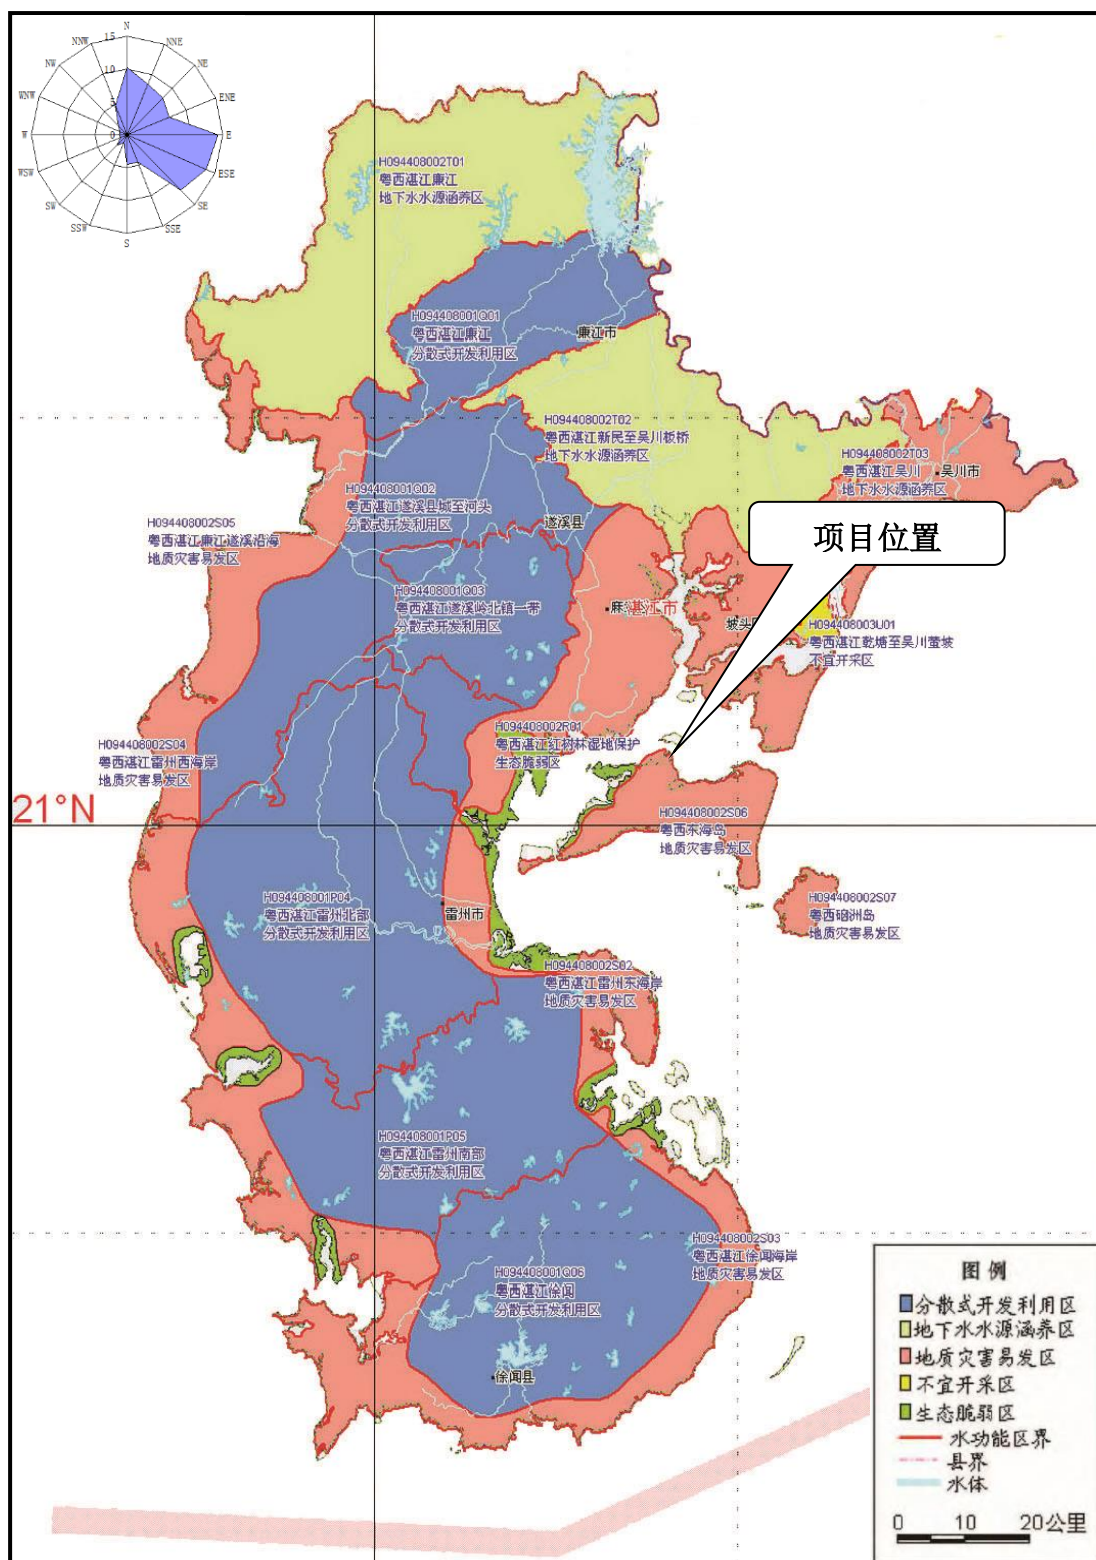 N
NNE
NE
ENE
E
ESE
SE
SSE
S
SSW
SW
WSW
W
WNW
NW
NNW
15
10
5
0
H094408002T01
粤西湛江廉江
地下水水源涵养区
H094408001Q01
粤西湛江廉江
分散式开发利用区
廉江市
H094408002T02
粤西湛江新民至吴川板桥
地下水水源涵养区
H094408002T03
粤西湛江吴川
地下水水源涵养区
吴川市
H094408001Q02
粤西湛江遂溪县城至河头
分散式开发利用区
遂溪县
H094408002S05
粤西湛江廉江遂溪沿海
地质灾害易发区
项目位置
H094408001Q03
粤西湛江遂溪岭北镇一带
分散式开发利用区
湛江市
坡头
H094408003U01
粤西湛江乾塘至吴川蛮坡
不宜开采区
H094408002R01
粤西湛江红树林湿地保护
生态脆弱区
H094408002S04
粤西湛江雷州西海岸
地质灾害易发区
21°N
H094408002S06
粤西东海岛
地质灾害易发区
H094408001P04
粤西湛江雷州北部
分散式开发利用区
雷州市
H094408002S07
粤西硇洲岛
地质灾害易发区
H094408002S02
粤西湛江雷州东海岸
地质灾害易发区
H094408001P05
粤西湛江雷州南部
分散式开发利用区
H094408002S03
粤西湛江徐闻海岸
地质灾害易发区
H094408001Q06
粤西湛江徐闻
分散式开发利用区
徐闻县
图 例
分散式开发利用区
地下水水源涵养区
地质灾害易发区
不宜开采区
生态脆弱区
水功能区界
县界
水体
0 10 20公里